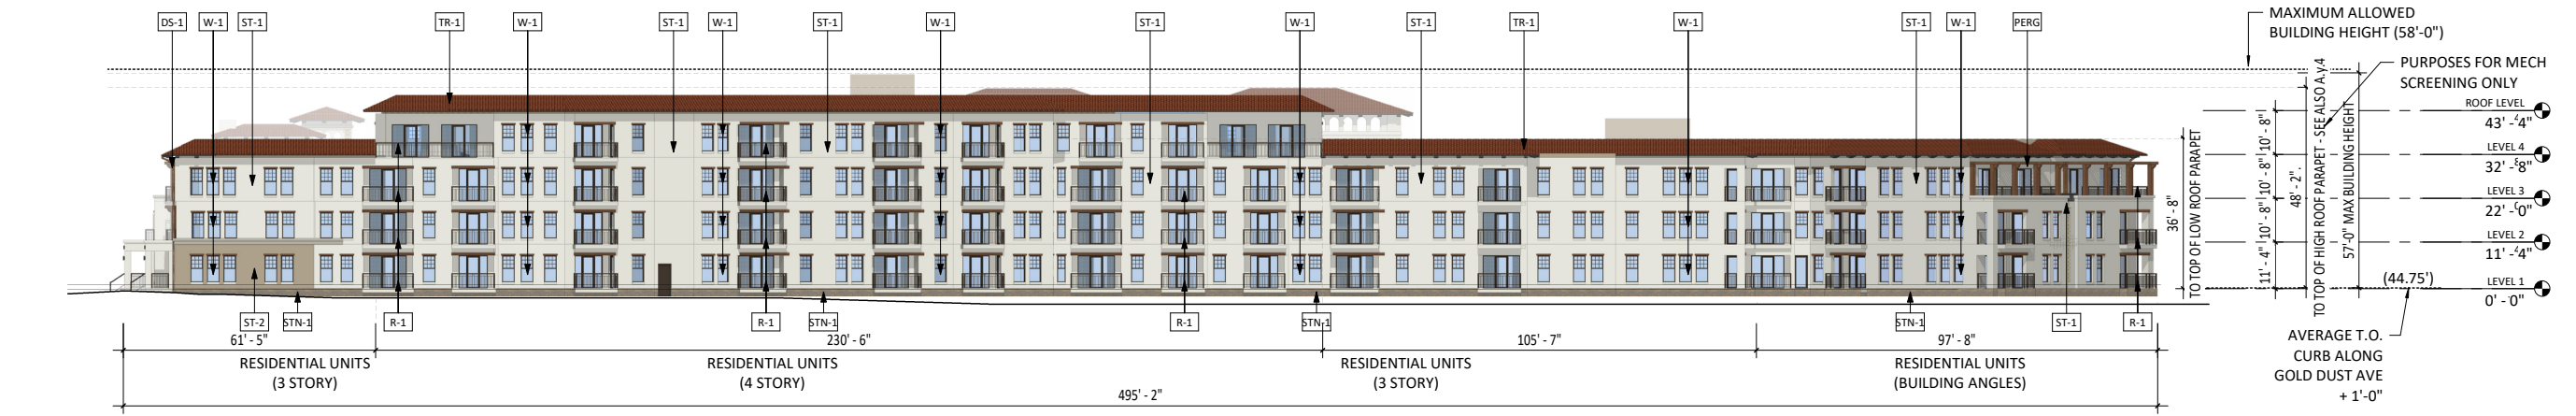 DS-1 W-1 ST-1 TR-1 W-1 ST-1 W-1 ST-1 W-1 ST-1 W-1 ST-1 TR-1 W-1 ST-1 W-1 PERG
MAXIMUM ALLOWED
BUILDING HEIGHT (58'-0")
PURPOSES FOR MECH
SCREENING ONLY
ROOF LEVEL
43' - 4"
LEVEL 4
32' - 8"
LEVEL 3
22' - 0"
LEVEL 2
11' - 4"
(44.75')
LEVEL 1
0' - 0"
TO TOP OF LOW ROOF PARAPET
36' - 8"
11' - 4"
10' - 8"
10' - 8"
10' - 8"
48' - 2"
TO TOP OF HIGH ROOF PARAPET - SEE ALSO A.y.4
57'-0" MAX BUILDING HEIGHT
ST-2 STN-1 R-1 R-1 STN-1 R-1 STN-1 STN-1 ST-1 R-1
61' - 5" 230' - 6" 105' - 7" 97' - 8"
RESIDENTIAL UNITS
(3 STORY)
RESIDENTIAL UNITS
(4 STORY)
RESIDENTIAL UNITS
(3 STORY)
RESIDENTIAL UNITS
(BUILDING ANGLES)
495' - 2"
AVERAGE T.O.
CURB ALONG
GOLD DUST AVE
+ 1'-0"